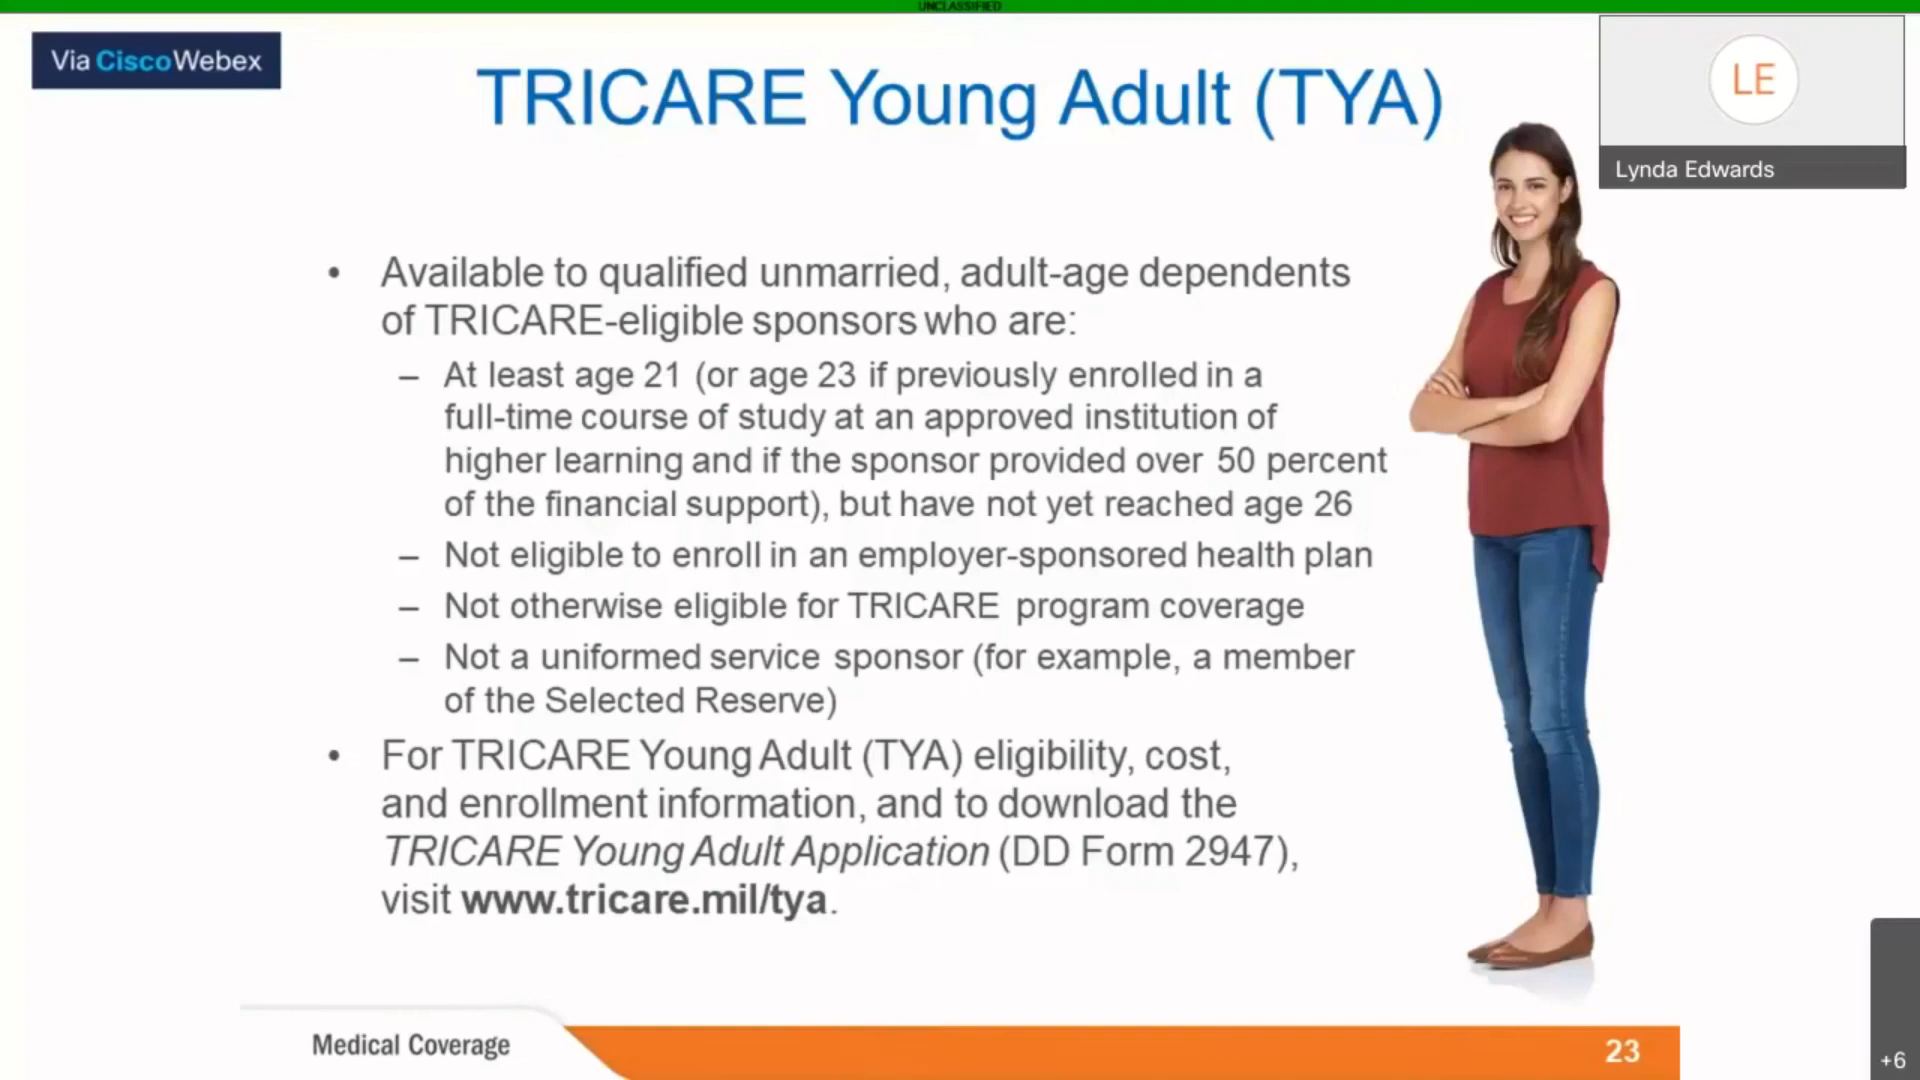 UNCLASSIFIED
Via CiscoWebex
TRICARE Young Adult (TYA)
LE
Lynda Edwards
• Available to qualified unmarried, adult-age dependents
of TRICARE-eligible sponsors who are:
– At least age 21 (or age 23 if previously enrolled in a
full-time course of study at an approved institution of
higher learning and if the sponsor provided over 50 percent
of the financial support), but have not yet reached age 26
– Not eligible to enroll in an employer-sponsored health plan
– Not otherwise eligible for TRICARE program coverage
– Not a uniformed service sponsor (for example, a member
of the Selected Reserve)
• For TRICARE Young Adult (TYA) eligibility, cost,
and enrollment information, and to download the
TRICARE Young Adult Application (DD Form 2947),
visit www.tricare.mil/tya.
Medical Coverage
23
+6